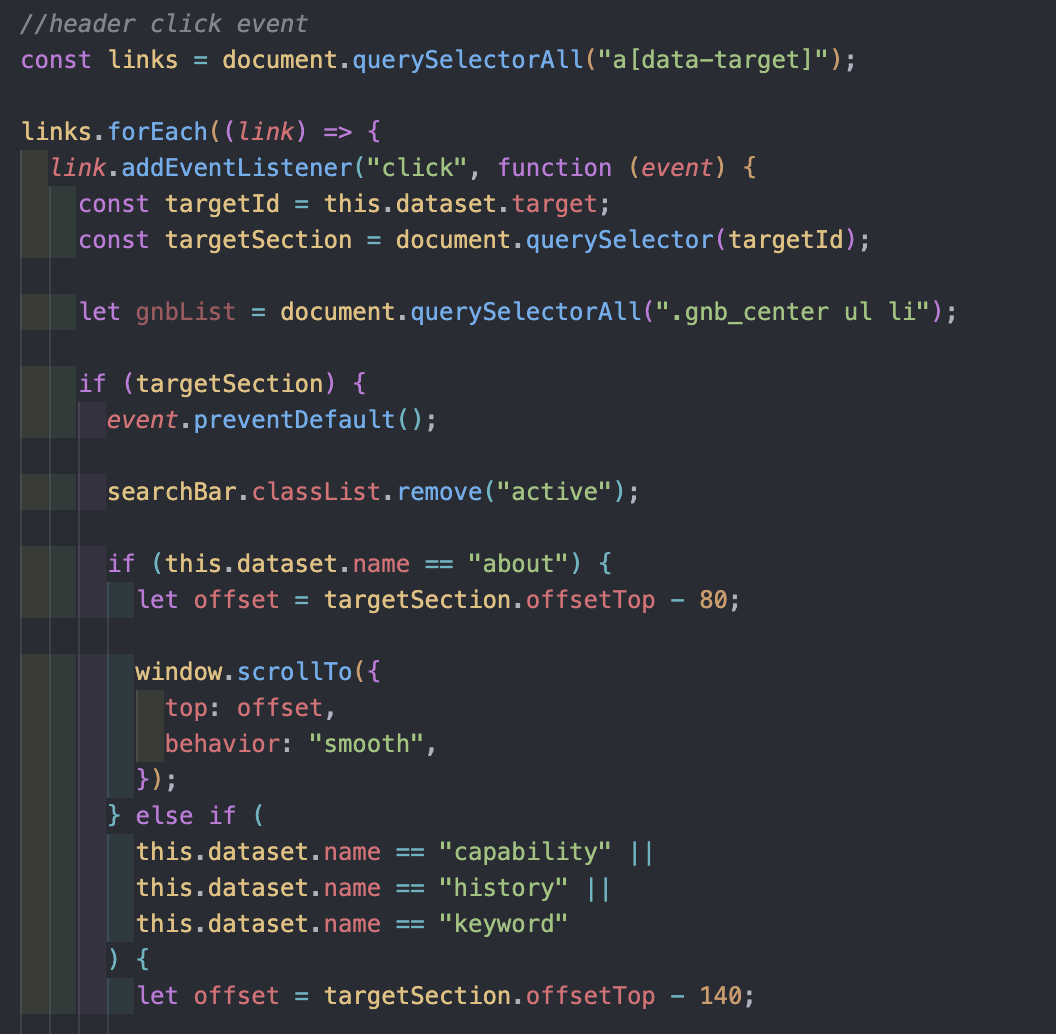 //header click event
const links = document.querySelectorAll("a[data-target]");
links.forEach((link) => {
link.addEventListener("click", function (event) {
const targetId = this.dataset.target;
const targetSection = document.querySelector(targetId);
let gnbList = document.querySelectorAll(".gnb_center ul li");
if (targetSection) {
event.preventDefault();
searchBar.classList.remove("active");
if (this.dataset.name == "about") {
let offset = targetSection.offsetTop - 80;
window.scrollTo({
top: offset,
behavior: "smooth",
});
} else if (
this.dataset.name == "capability" ||
this.dataset.name == "history" ||
this.dataset.name == "keyword"
) {
let offset = targetSection.offsetTop - 140;